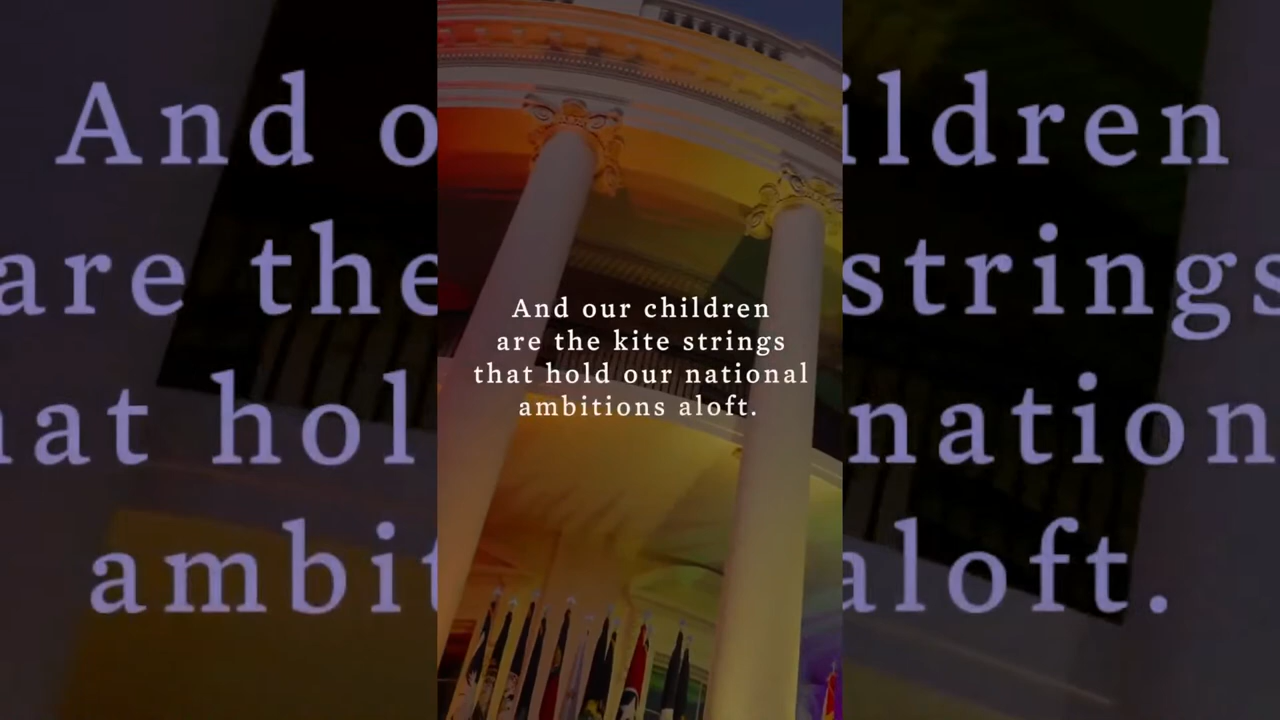 And our children
are the kite strings
that hold our national
ambitions aloft.